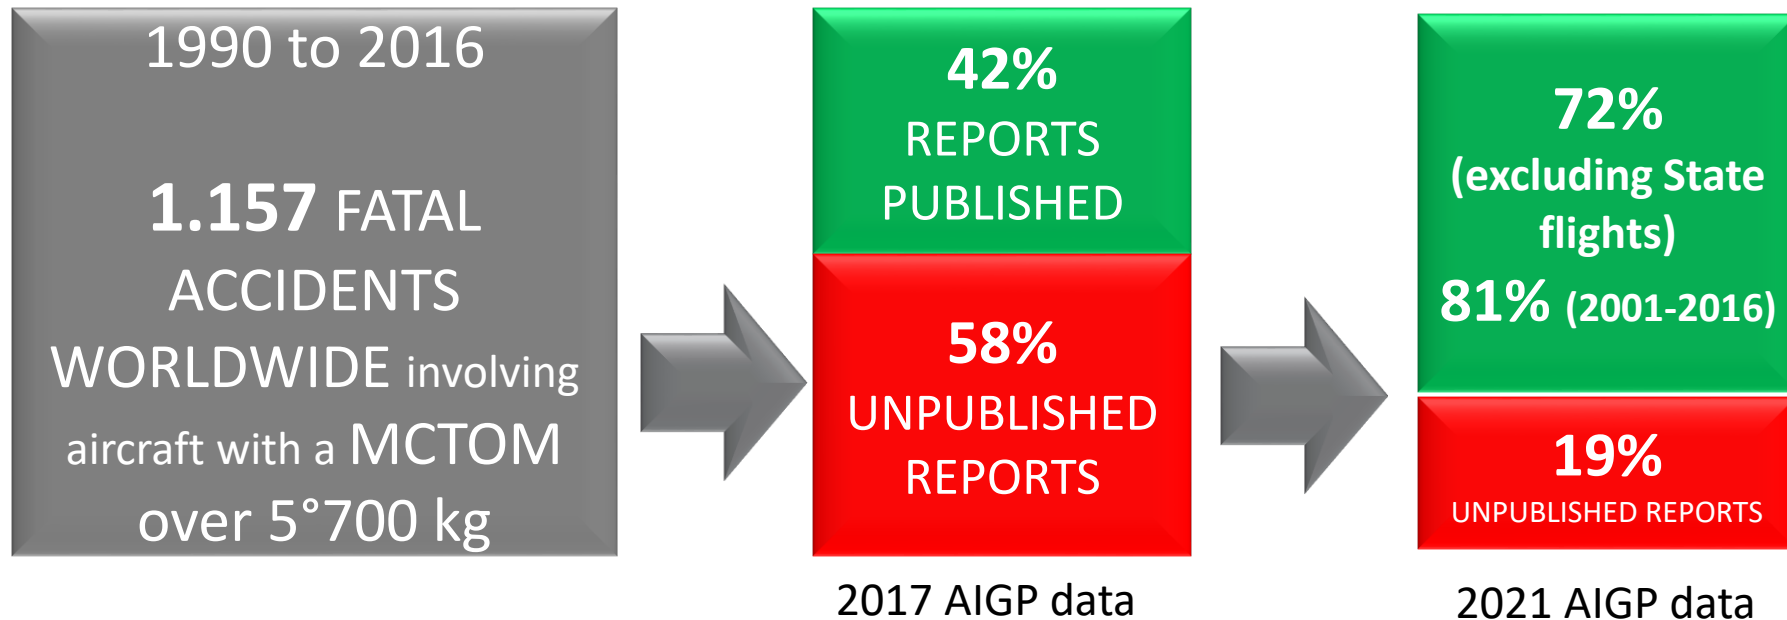 1990 to 2016
1.157 FATAL
ACCIDENTS
WORLDWIDE involving
aircraft with a MCTOM
over 5°700 kg
42%
REPORTS
PUBLISHED
58%
UNPUBLISHED
REPORTS
2017 AIGP data
72%
(excluding State
flights)
81% (2001-2016)
19%
UNPUBLISHED REPORTS
2021 AIGP data